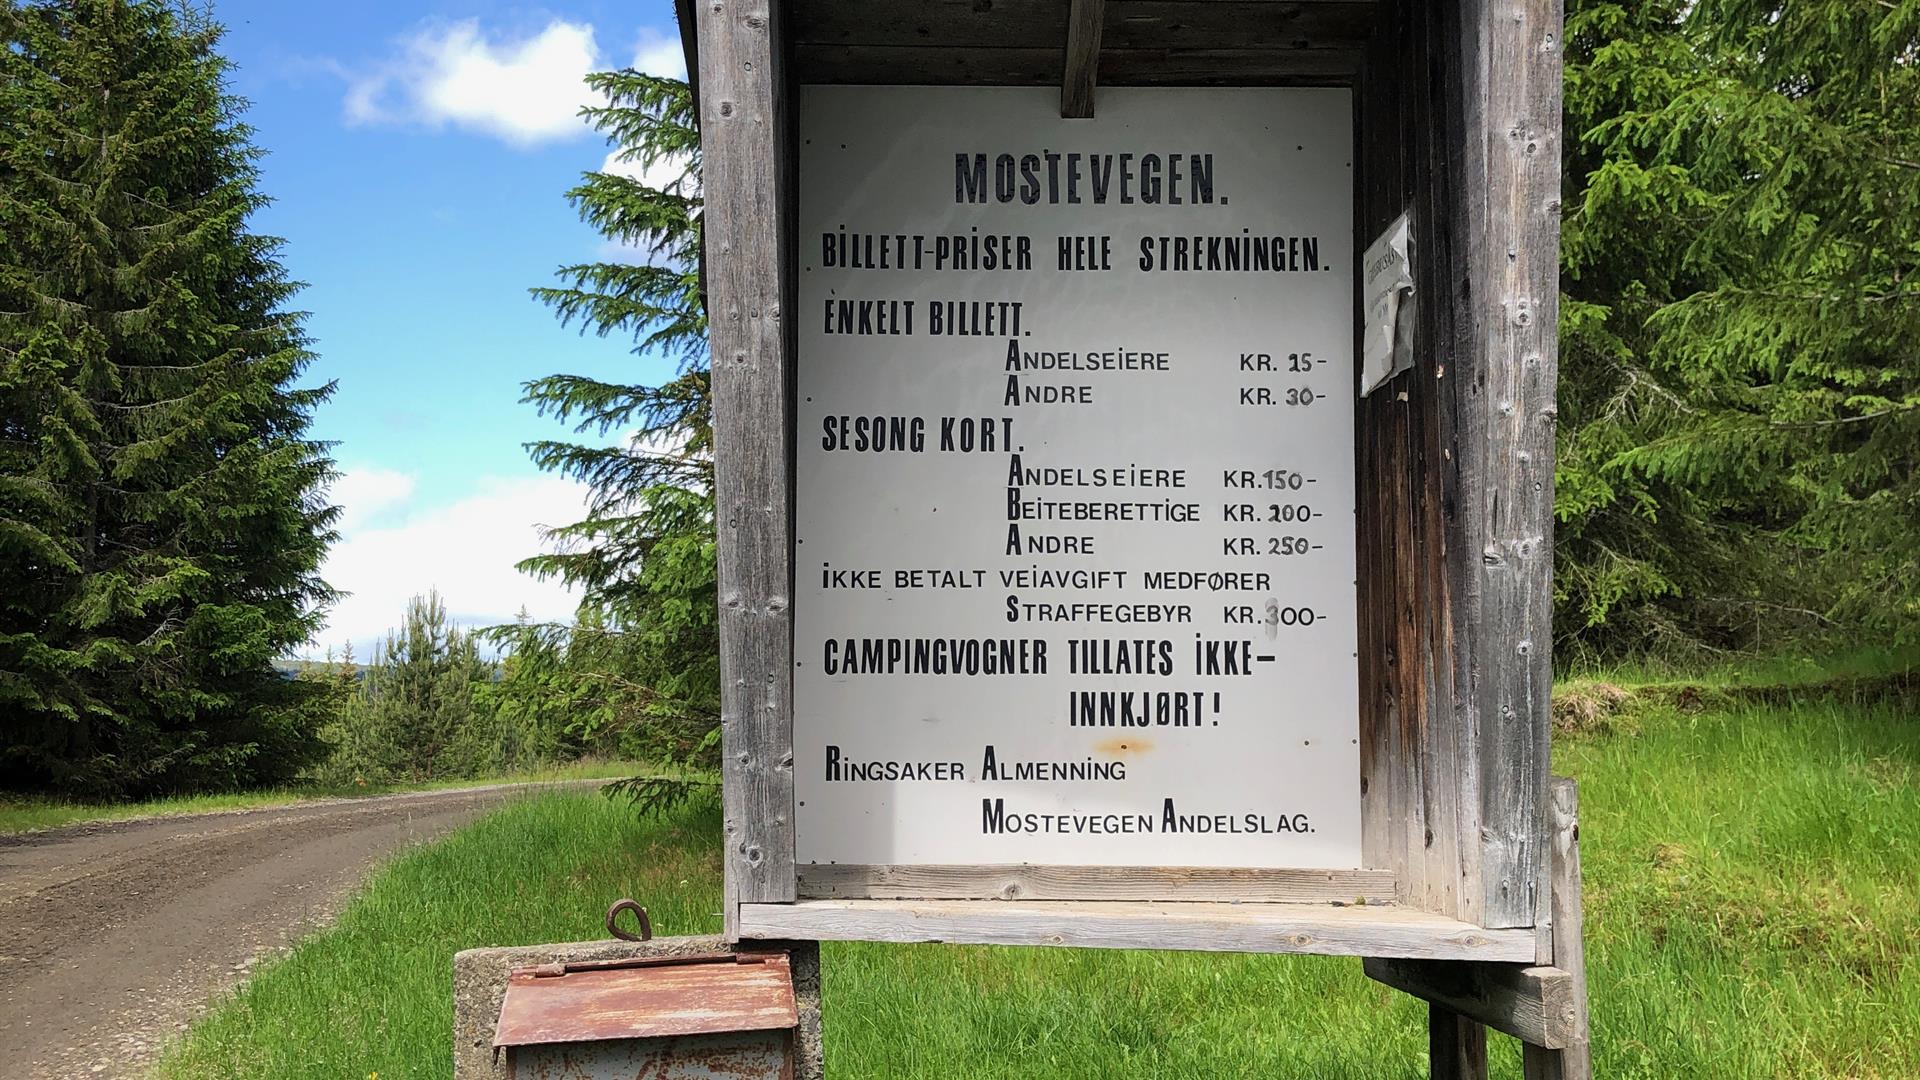 MOSTEVEGEN.
BILLETT-PRISER HELE STREKNINGEN.
ENKELT BILLETT.
ANDELSEIERE KR. 25-
ANDRE KR. 30-
SESONG KORT.
ANDELSEIERE KR. 150-
BEITEBERETTIGE KR. 200-
ANDRE KR. 250-
IKKE BETALT VEIAVGIFT MEDFØRER
STRAFFEGEBYR KR. 300-
CAMPINGVOGNER TILLATES IKKE-
INNKJØRT!
RINGSAKER ALMENNING
MOSTEVEGEN ANDELSLAG.